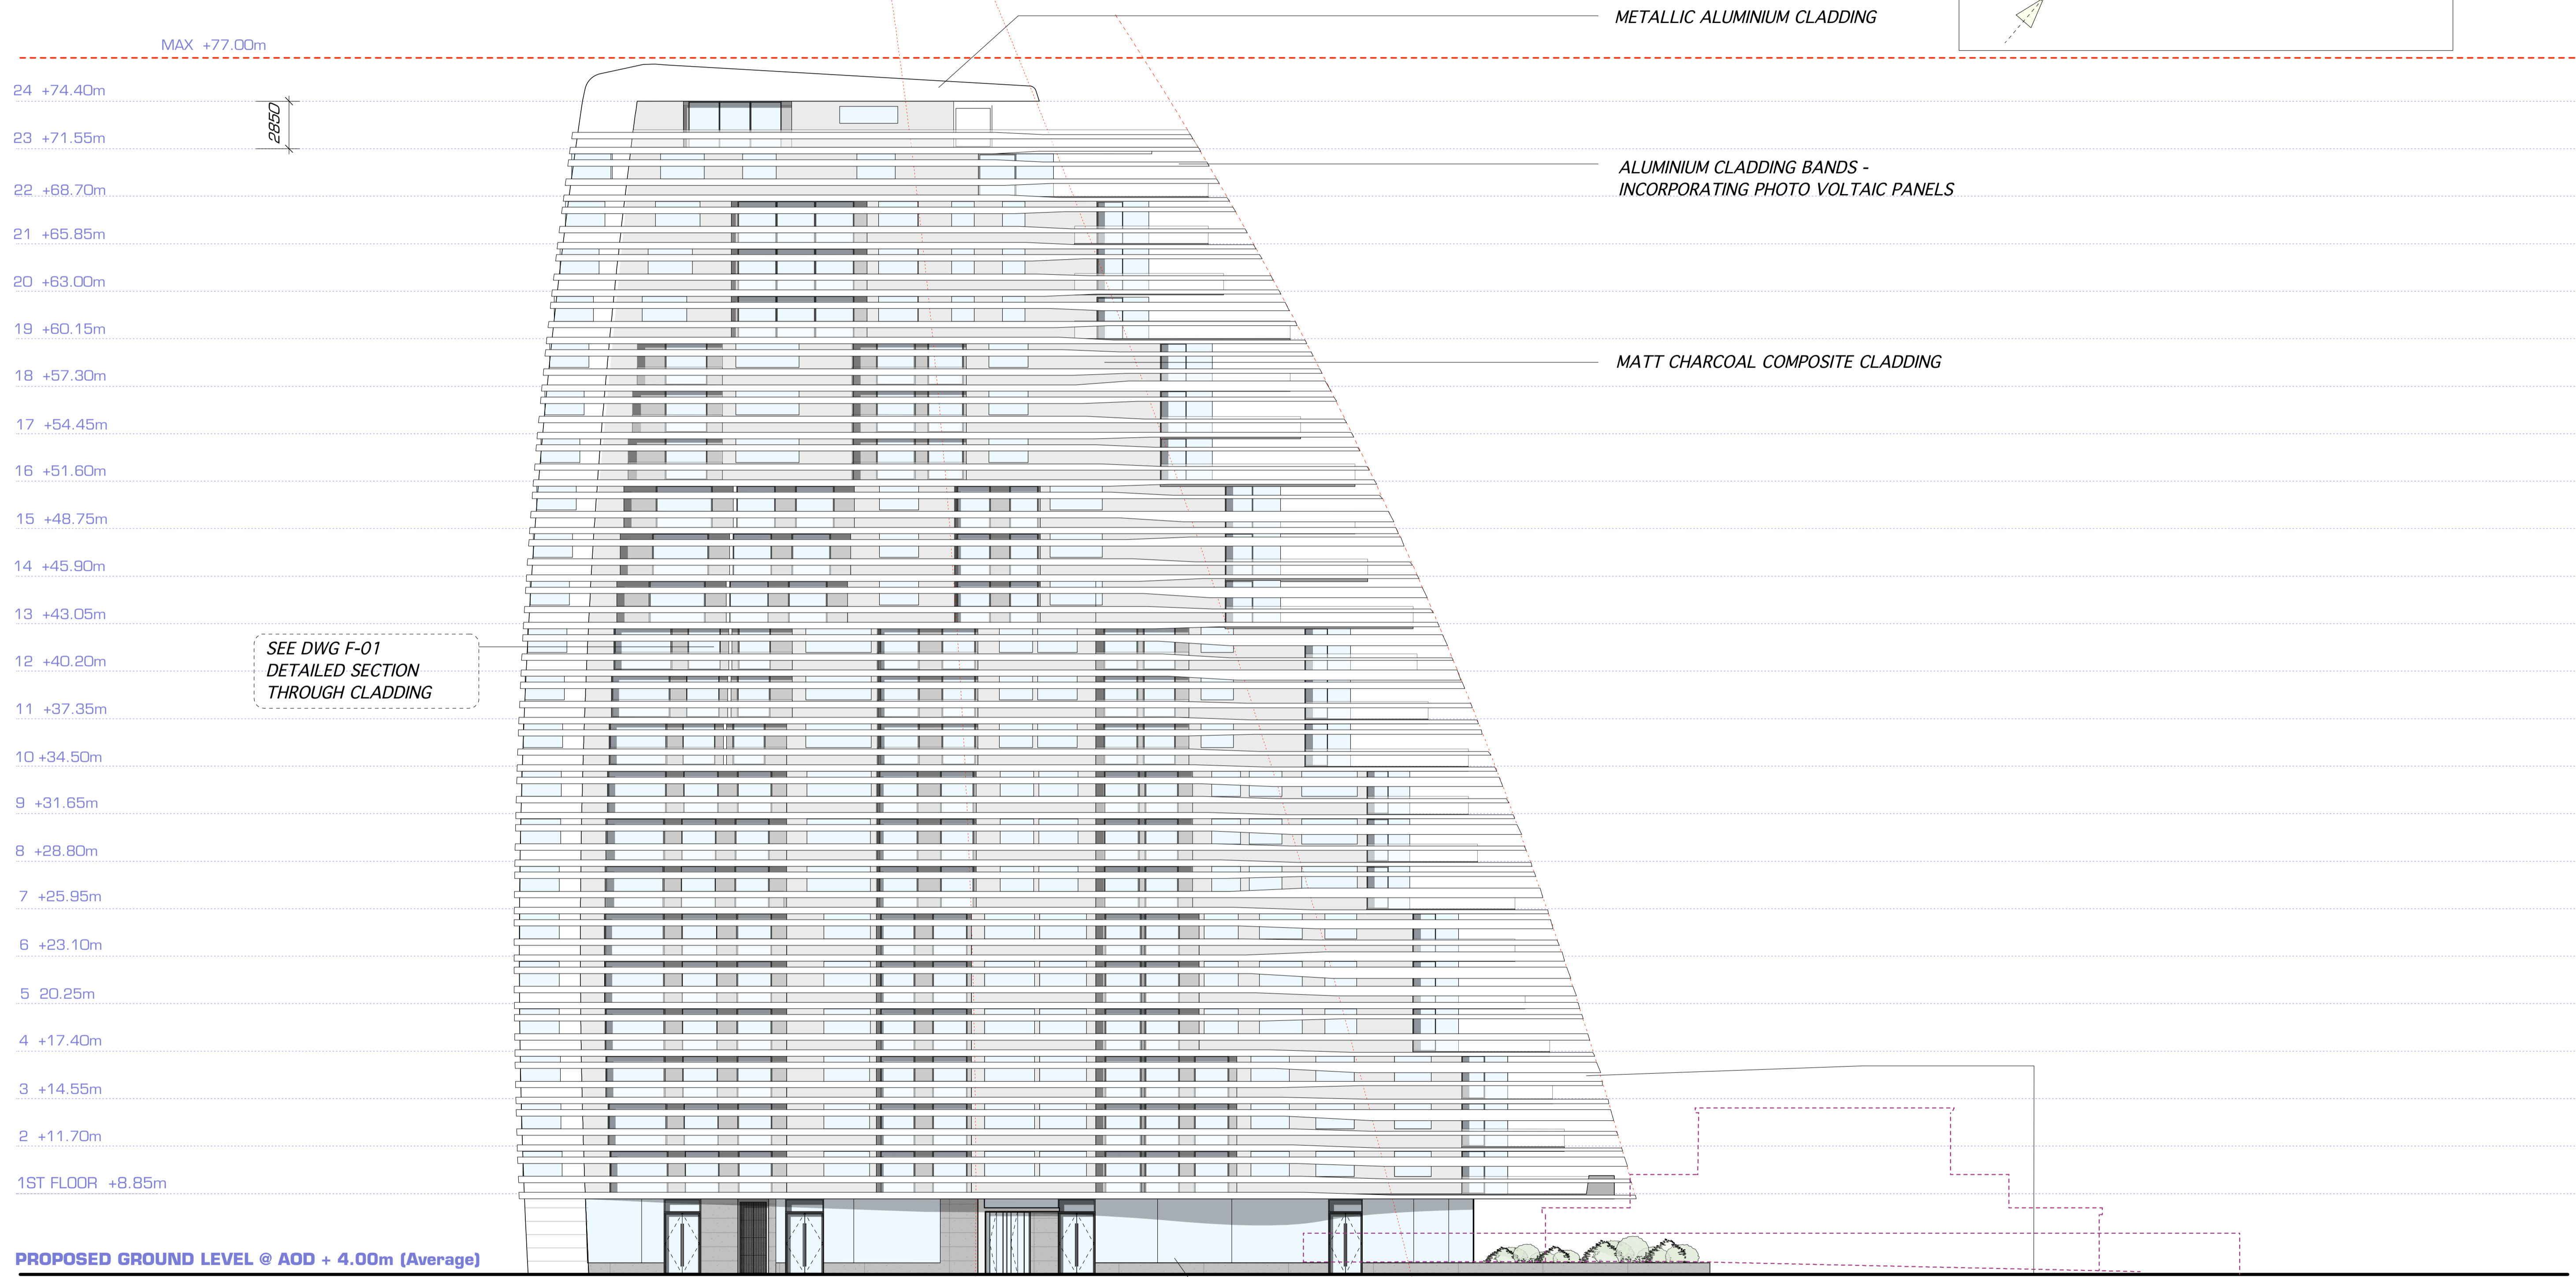 METALLIC ALUMINIUM CLADDING
MAX +77.00m
24 +74.40m
2850
23 +71.55m
ALUMINIUM CLADDING BANDS -
INCORPORATING PHOTO VOLTAIC PANELS
22 +68.70m
21 +65.85m
20 +63.00m
19 +60.15m
MATT CHARCOAL COMPOSITE CLADDING
18 +57.30m
17 +54.45m
16 +51.60m
15 +48.75m
14 +45.90m
13 +43.05m
SEE DWG F-01
DETAILED SECTION
THROUGH CLADDING
12 +40.20m
11 +37.35m
10 +34.50m
9 +31.65m
8 +28.80m
7 +25.95m
6 +23.10m
5 20.25m
4 +17.40m
3 +14.55m
2 +11.70m
1ST FLOOR +8.85m
PROPOSED GROUND LEVEL @ AOD + 4.00m (Average)